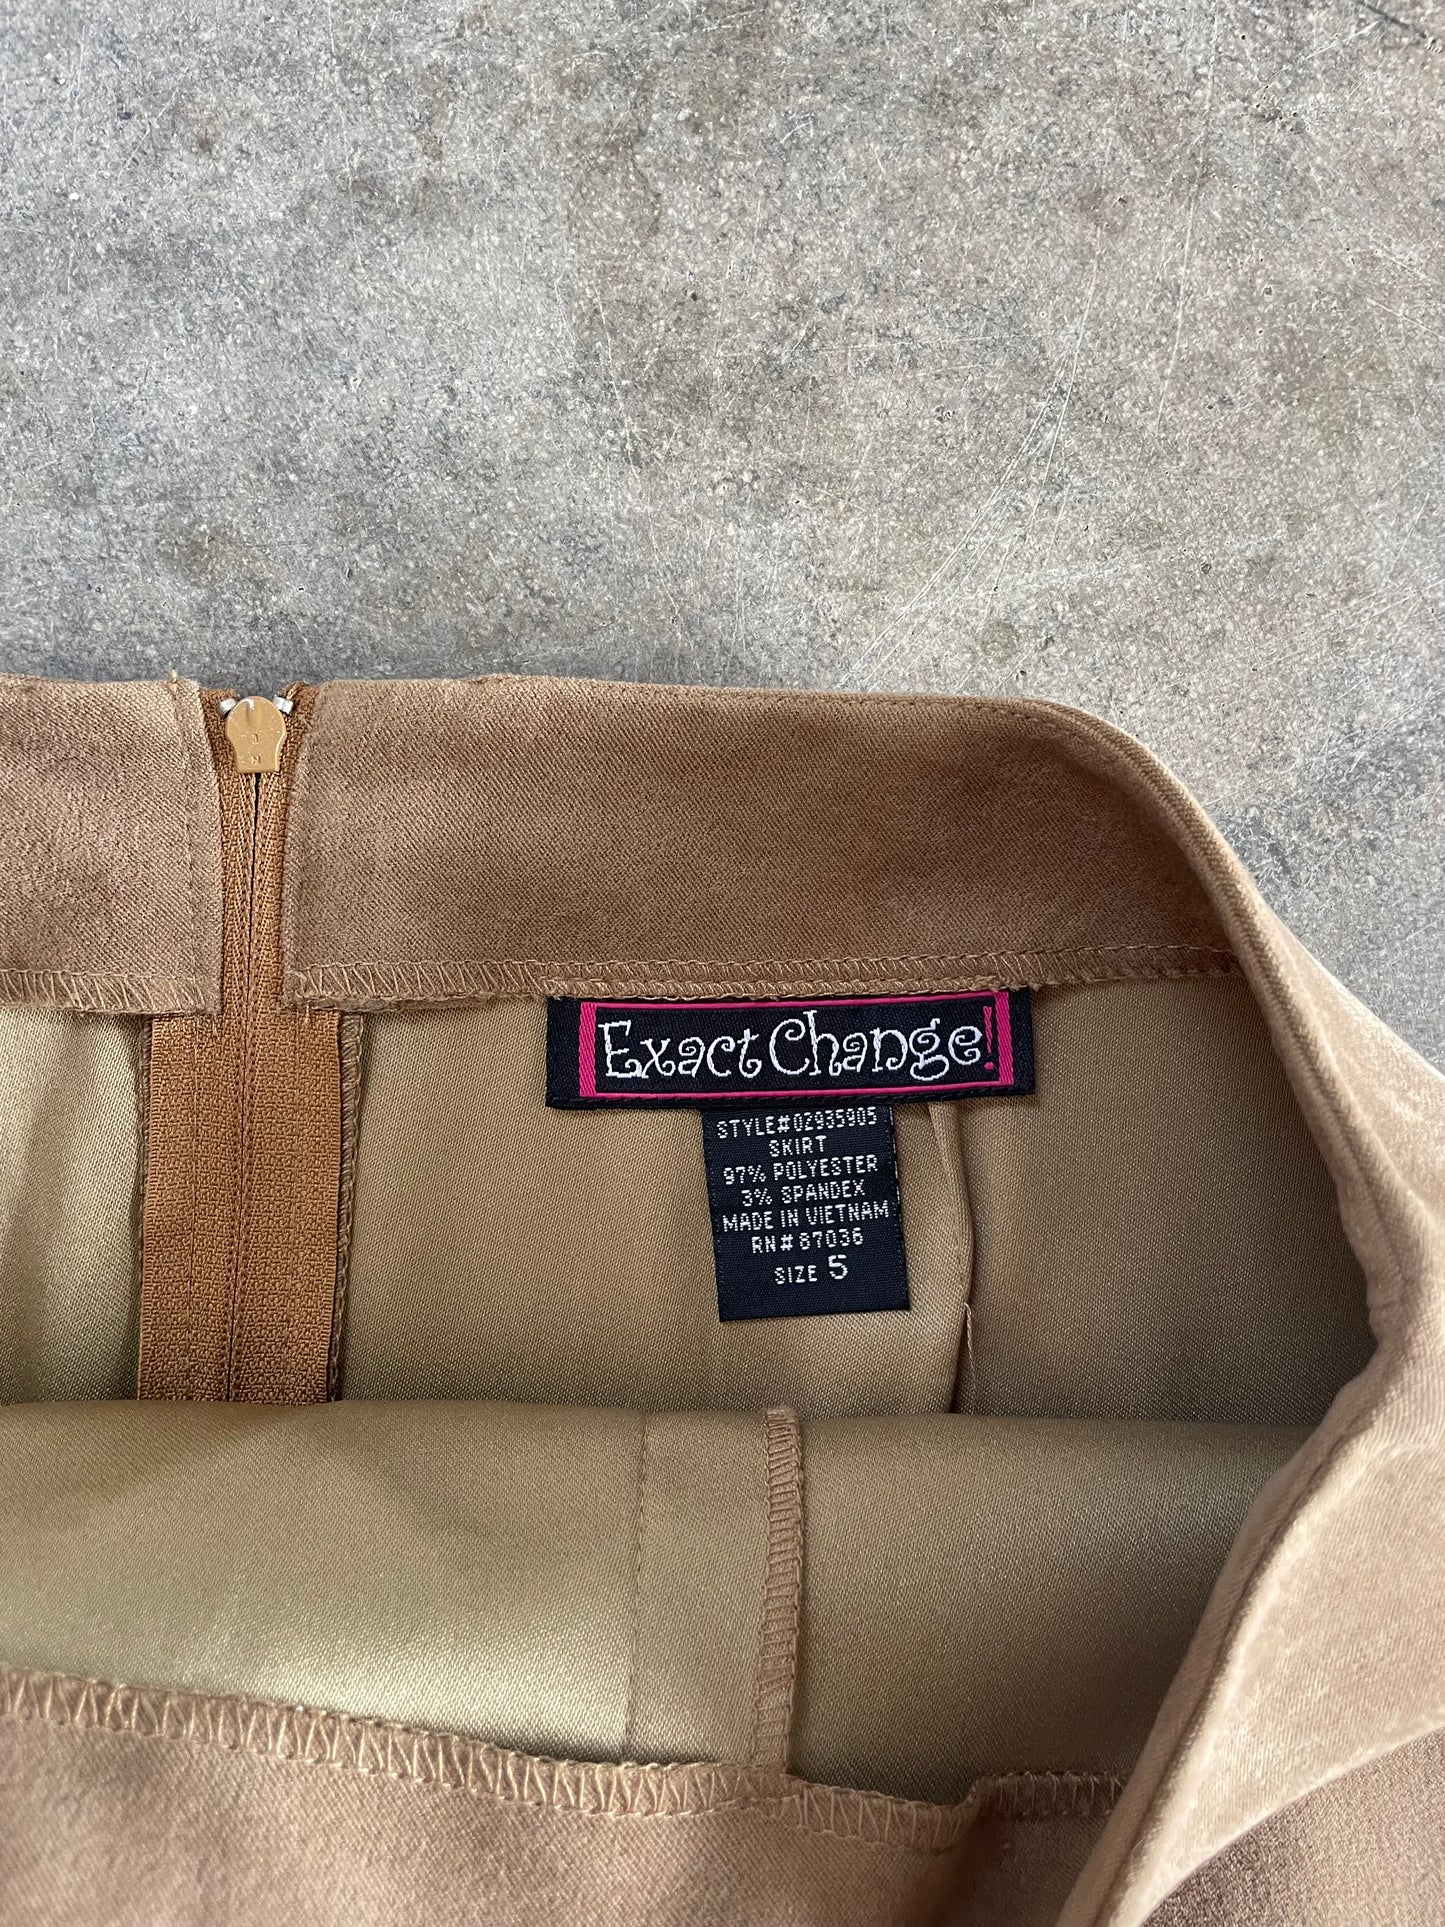 Exact Change!
STYLE#02935905
SKIRT
97% POLYESTER
3% SPANDEX
MADE IN VIETNAM
RN#87036
SIZE 5